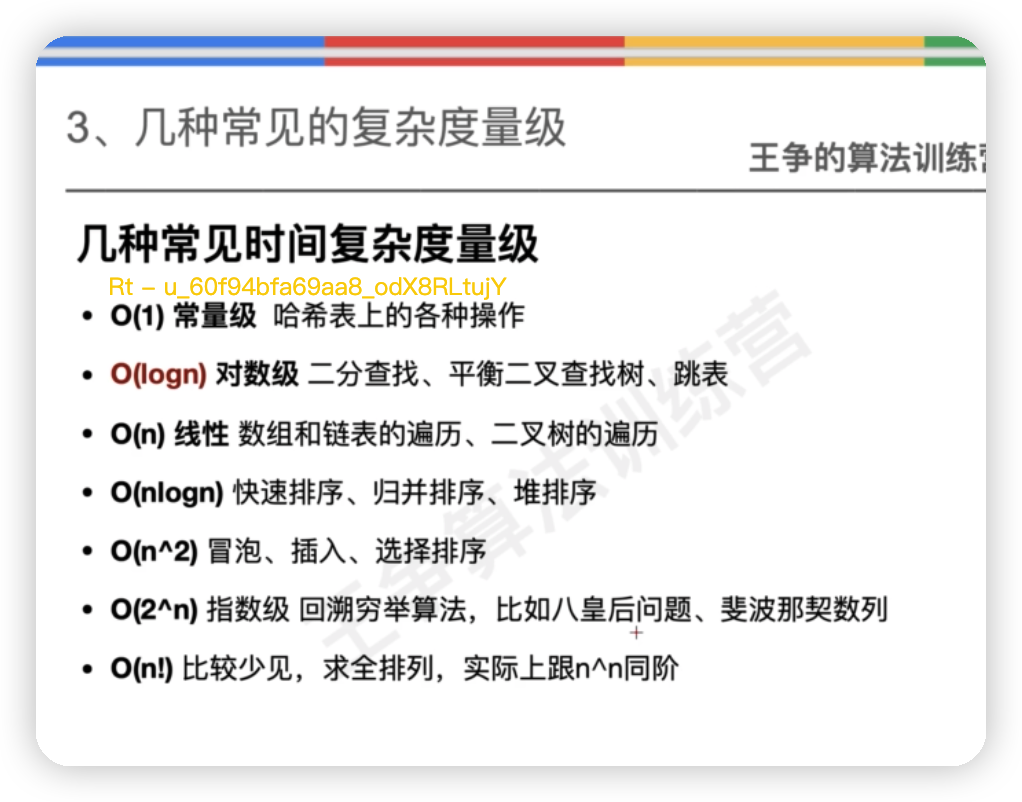 3、几种常见的复杂度量级
王争的算法训练营
几种常见时间复杂度量级
Rt – u_60f94bfa69aa8_odX8RLtujY
• O(1) 常量级 哈希表上的各种操作
• O(logn) 对数级 二分查找、平衡二叉查找树、跳表
• O(n) 线性 数组和链表的遍历、二叉树的遍历
• O(nlogn) 快速排序、归并排序、堆排序
• O(n^2) 冒泡、插入、选择排序
• O(2^n) 指数级 回溯穷举算法，比如八皇后问题、斐波那契数列
• O(n!) 比较少见，求全排列，实际上跟n^n同阶
王争算法训练营